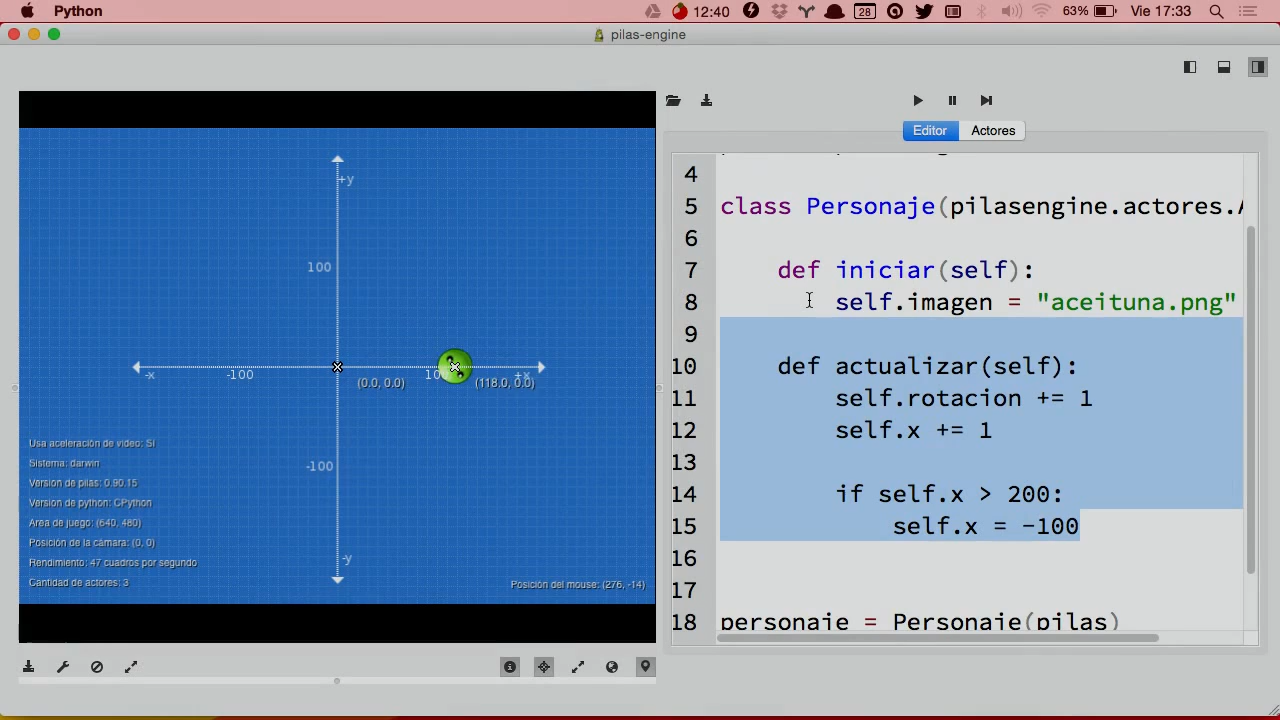 Python
12:40
28
63%
Vie 17:33
pilas-engine
Editor
Actores
4
5 class Personaje(pilasengine.actores.A
6
7 def iniciar(self):
8 self.imagen = "aceituna.png"
9
10 def actualizar(self):
11 self.rotacion += 1
12 self.x += 1
13
14 if self.x > 200:
15 self.x = -100
16
17
18 personaje = Personaje(pilas)
+y
100
-x
-100
(0.0, 0.0)
+x
(118.0, 0.0)
-100
-y
Usa aceleración de video: SI
Sistema: darwin
Versión de pilas: 0.90.15
Versión de python: CPython
Área de juego: (640, 480)
Posición de la cámara: (0, 0)
Rendimiento: 47 cuadros por segundo
Cantidad de actores: 3
Posición del mouse: (276, -14)